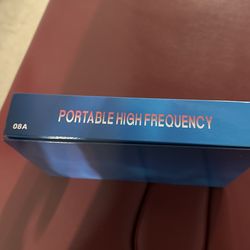 PORTABLE HIGH FREQUENCY
08A